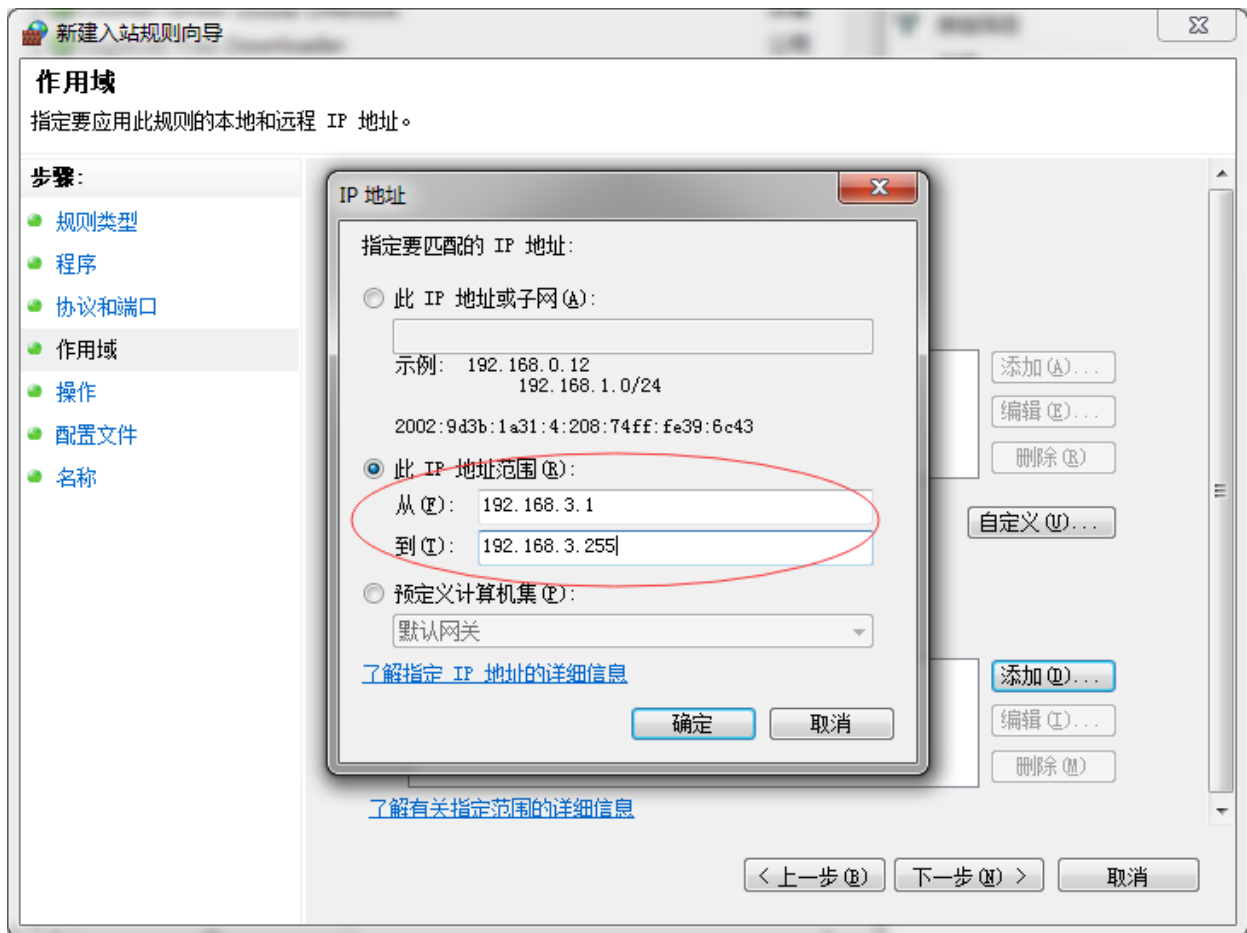 新建入站规则向导
作用域
指定要应用此规则的本地和远程 IP 地址。
步骤:
规则类型
程序
协议和端口
作用域
操作
配置文件
名称
IP 地址
指定要匹配的 IP 地址:
此 IP 地址或子网(A):
示例: 192.168.0.12
192.168.1.0/24
2002:9d3b:1a31:4:208:74ff:fe39:6c43
此 IP 地址范围(R):
从(F): 192.168.3.1
到(T): 192.168.3.255
预定义计算机集(P):
默认网关
了解指定 IP 地址的详细信息
确定 取消
添加(A)...
编辑(E)...
删除(R)
自定义(U)...
添加(D)...
编辑(I)...
删除(M)
了解有关指定范围的详细信息
< 上一步(B) 下一步(N) > 取消